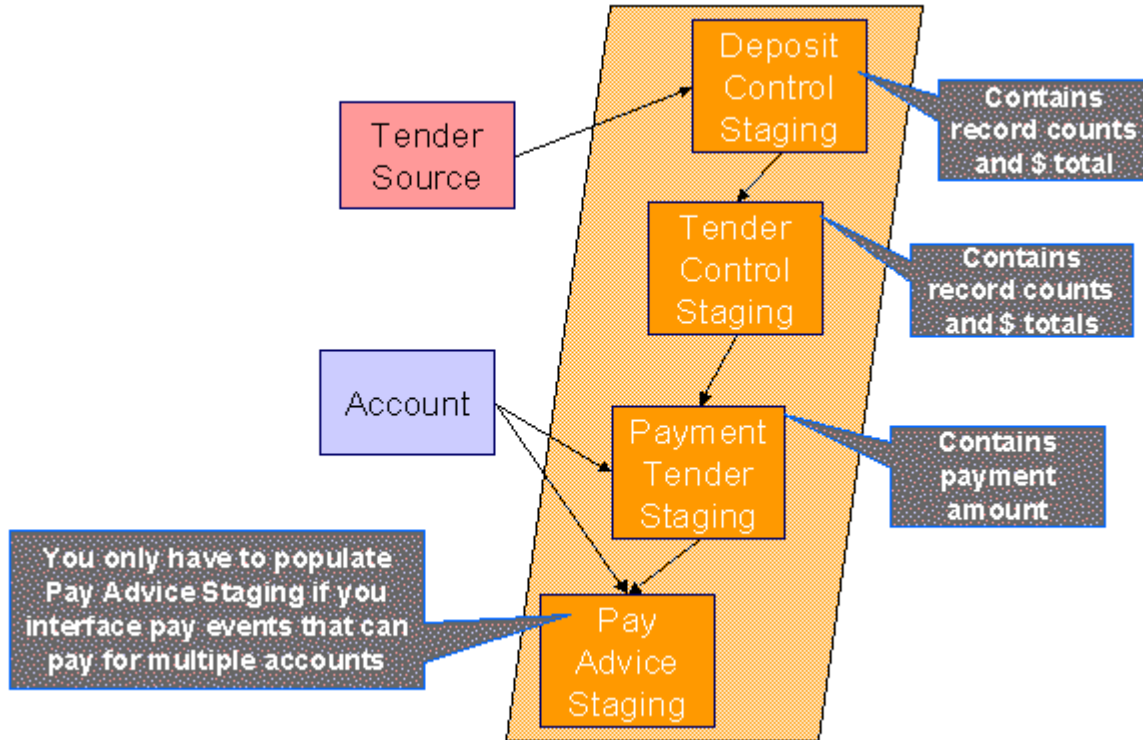 Deposit
Control
Staging
Contains
record counts
and $ total
Tender
Source
Tender
Control
Staging
Contains
record counts
and $ totals
Account
Payment
Tender
Staging
Contains
payment
amount
You only have to populate
Pay Advice Staging if you
interface pay events that can
pay for multiple accounts
Pay
Advice
Staging